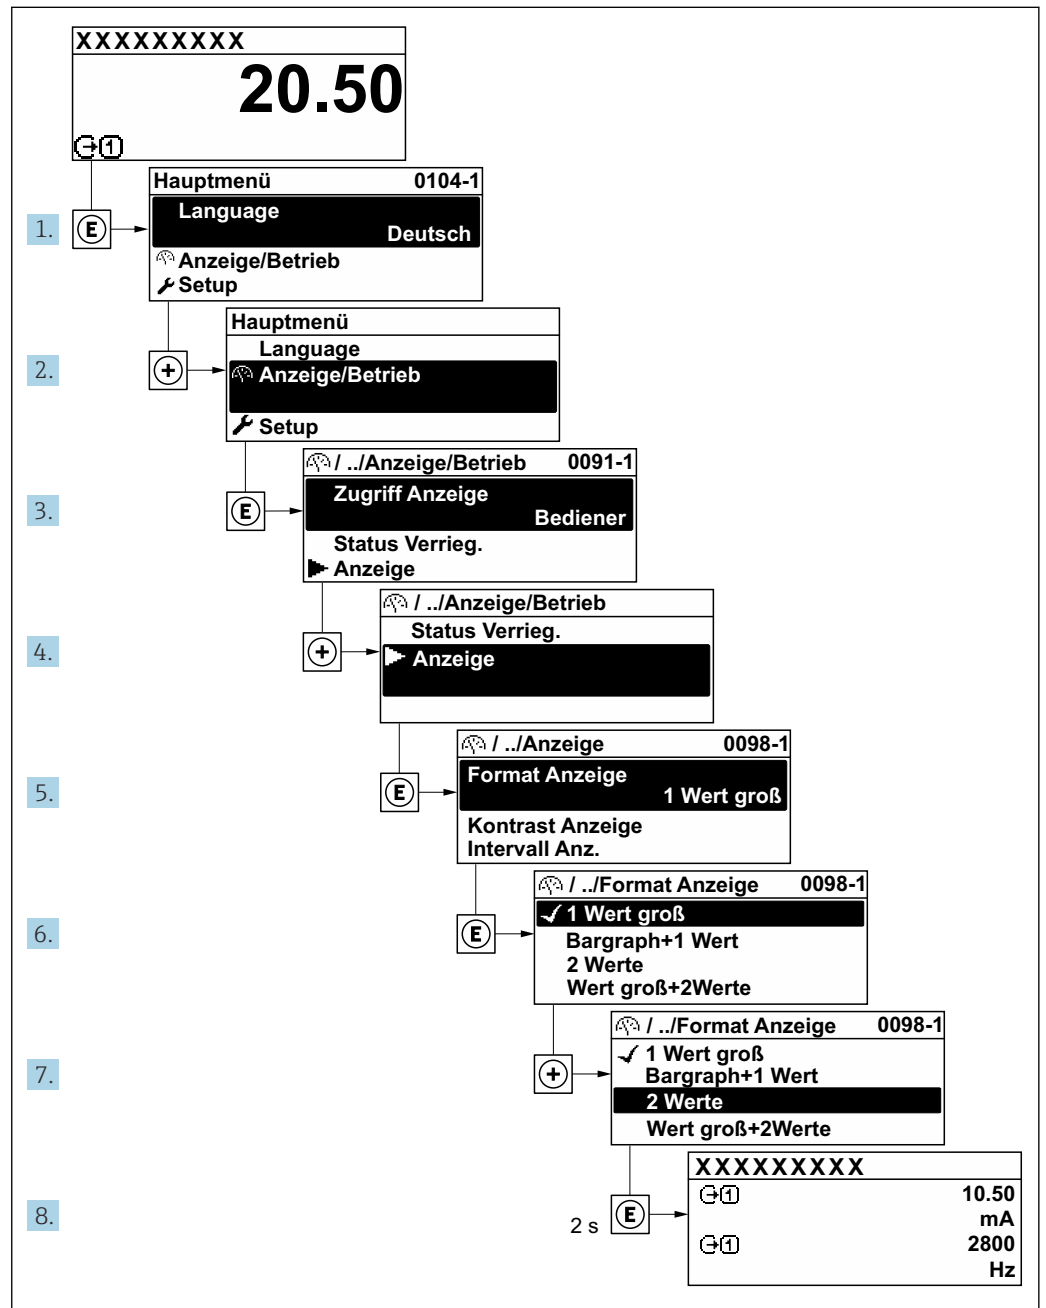 XXXXXXXXX
20.50
1
Hauptmenü 0104-1
1. E Language
Deutsch
Anzeige/Betrieb
Setup
Hauptmenü
Language
2. + Anzeige/Betrieb
Setup
/ ../Anzeige/Betrieb 0091-1
Zugriff Anzeige
3. E Bediener
Status Verrieg.
Anzeige
/ ../Anzeige/Betrieb
Status Verrieg.
4. + Anzeige
/ ../Anzeige 0098-1
Format Anzeige
5. E 1 Wert groß
Kontrast Anzeige
Intervall Anz.
/ ../Format Anzeige 0098-1
1 Wert groß
6. E Bargraph+1 Wert
2 Werte
Wert groß+2Werte
/ ../Format Anzeige 0098-1
1 Wert groß
7. + Bargraph+1 Wert
2 Werte
Wert groß+2Werte
XXXXXXXXX
1 10.50
8. 2 s E mA
1 2800
Hz